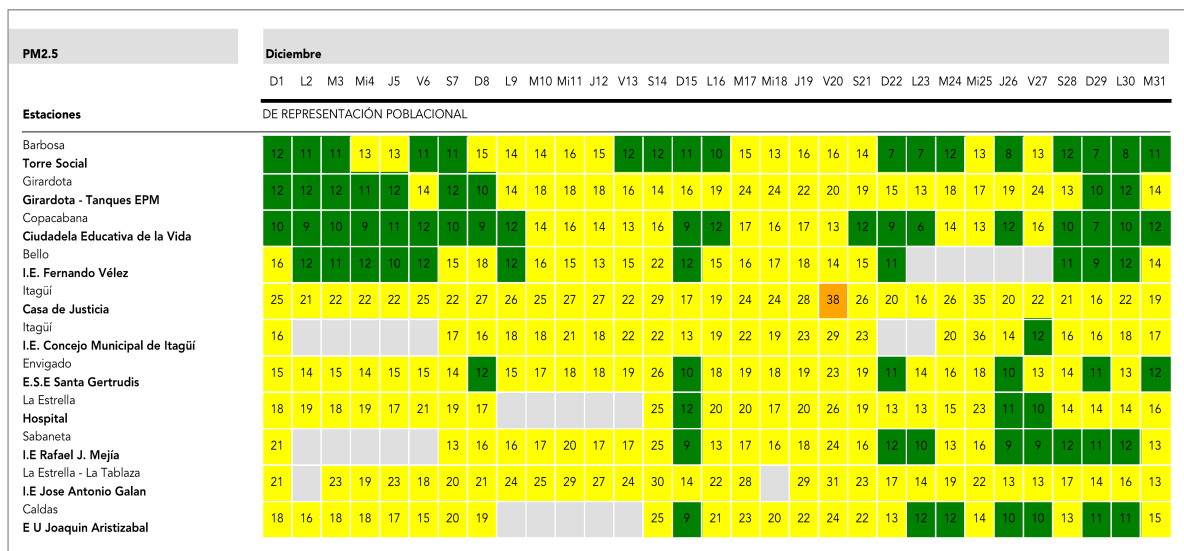 PM2.5 Diciembre
D1 L2 M3 Mi4 J5 V6 S7 D8 L9 M10 Mi11 J12 V13 S14 D15 L16 M17 Mi18 J19 V20 S21 D22 L23 M24 Mi25 J26 V27 S28 D29 L30 M31
Estaciones DE REPRESENTACIÓN POBLACIONAL
Barbosa
Torre Social 12 11 11 13 13 11 11 15 14 14 16 15 12 12 11 10 15 13 16 16 14 7 7 12 13 8 13 12 7 8 11
Girardota
Girardota - Tanques EPM 12 12 12 11 12 14 12 10 14 18 18 18 16 14 16 19 24 24 22 20 19 15 13 18 17 19 24 13 10 12 14
Copacabana
Ciudadela Educativa de la Vida 10 9 10 9 11 12 10 9 12 14 16 16 14 13 9 12 17 16 17 13 12 9 6 14 13 12 16 10 7 10 12
Bello
I.E. Fernando Vélez 16 12 11 12 10 12 15 18 12 16 15 13 15 22 12 15 16 17 18 14 15 11 11 9 12 14
Itagüí
Casa de Justicia 25 21 22 22 22 25 22 27 26 25 27 27 22 29 17 19 24 24 28 38 26 20 16 26 35 20 22 21 16 22 19
Itagüí
I.E. Concejo Municipal de Itagüí 16 17 16 18 18 21 18 22 22 13 19 22 19 23 29 23 20 36 14 12 16 16 18 17
Envigado
E.S.E Santa Gertrudis 15 14 15 14 15 15 14 12 15 17 18 18 19 26 10 18 19 18 19 23 19 11 14 16 18 10 13 14 11 13 12
La Estrella
Hospital 18 19 18 19 17 21 19 17 25 12 20 20 17 20 26 19 13 13 15 23 11 10 14 14 14 16
Sabaneta
I.E Rafael J. Mejía 21 13 16 16 17 20 17 17 25 9 13 17 16 18 24 16 12 10 13 16 9 9 12 11 12 13
La Estrella - La Tablaza
I.E Jose Antonio Galan 21 23 19 23 18 20 21 24 25 29 27 24 30 14 22 28 29 31 23 17 14 19 22 13 13 17 14 16 13
Caldas
E U Joaquin Aristizabal 18 16 18 18 17 15 20 19 25 9 21 23 20 22 24 22 13 12 12 14 10 10 13 11 11 15